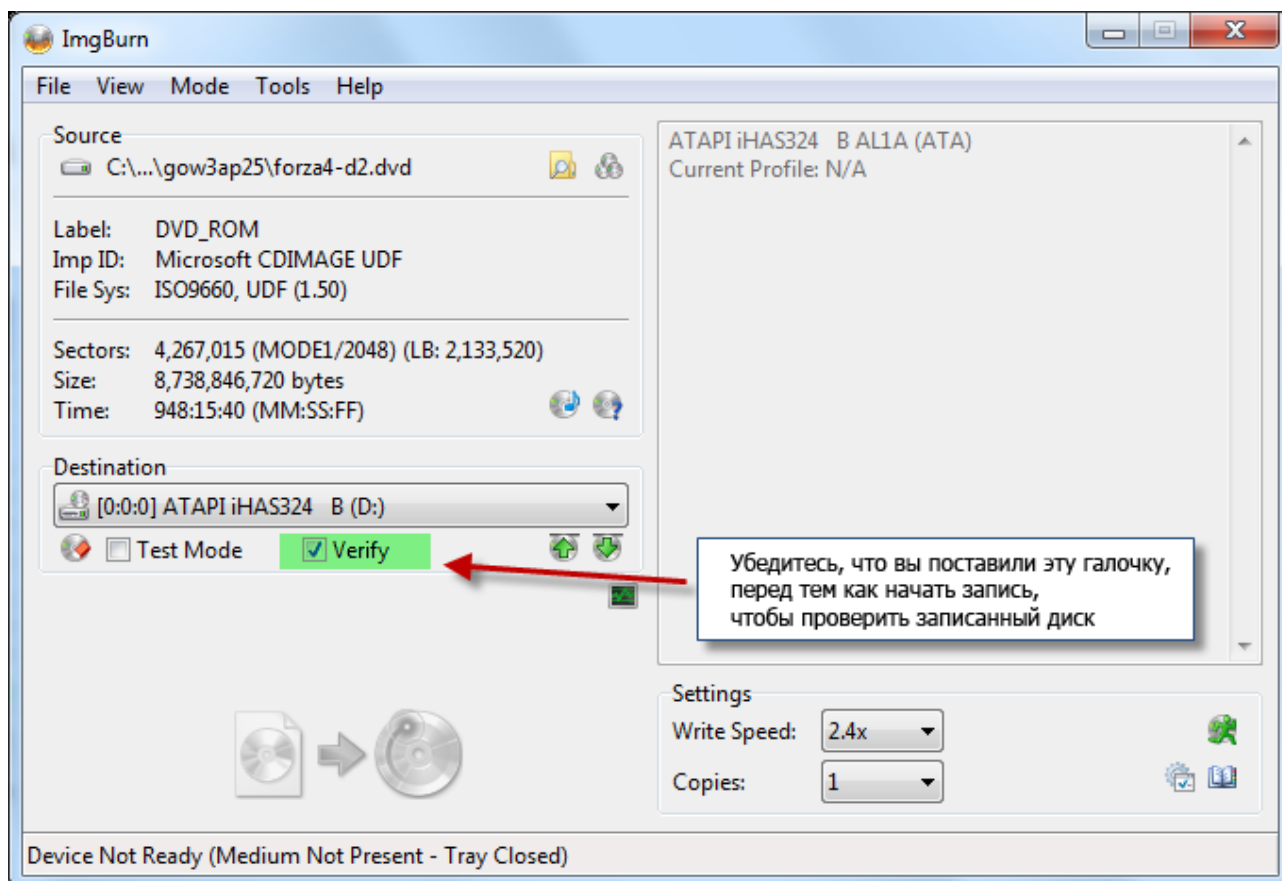 ImgBurn
File View Mode Tools Help
Source
C:\...\gow3ap25\forza4-d2.dvd
Label: DVD_ROM
Imp ID: Microsoft CDIMAGE UDF
File Sys: ISO9660, UDF (1.50)
Sectors: 4,267,015 (MODE1/2048) (LB: 2,133,520)
Size: 8,738,846,720 bytes
Time: 948:15:40 (MM:SS:FF)
Destination
[0:0:0] ATAPI iHAS324 B (D:)
Test Mode Verify
ATAPI iHAS324 B AL1A (ATA)
Current Profile: N/A
Убедитесь, что вы поставили эту галочку,
перед тем как начать запись,
чтобы проверить записанный диск
Settings
Write Speed: 2.4x
Copies: 1
Device Not Ready (Medium Not Present - Tray Closed)